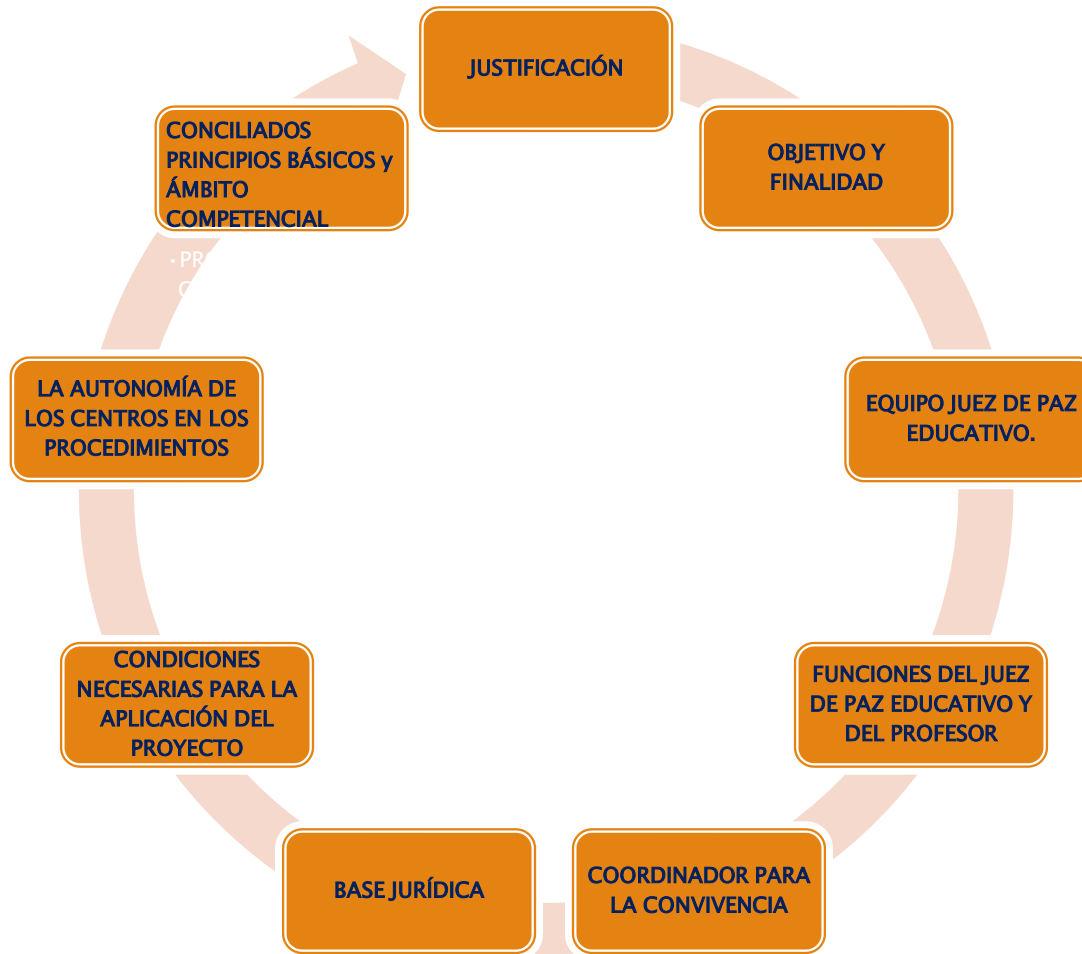 JUSTIFICACIÓN
OBJETIVO Y
FINALIDAD
EQUIPO JUEZ DE PAZ
EDUCATIVO.
FUNCIONES DEL JUEZ
DE PAZ EDUCATIVO Y
DEL PROFESOR
COORDINADOR PARA
LA CONVIVENCIA
BASE JURÍDICA
CONDICIONES
NECESARIAS PARA LA
APLICACIÓN DEL
PROYECTO
LA AUTONOMÍA DE
LOS CENTROS EN LOS
PROCEDIMIENTOS
CONCILIADOS
PRINCIPIOS BÁSICOS y
ÁMBITO
COMPETENCIAL